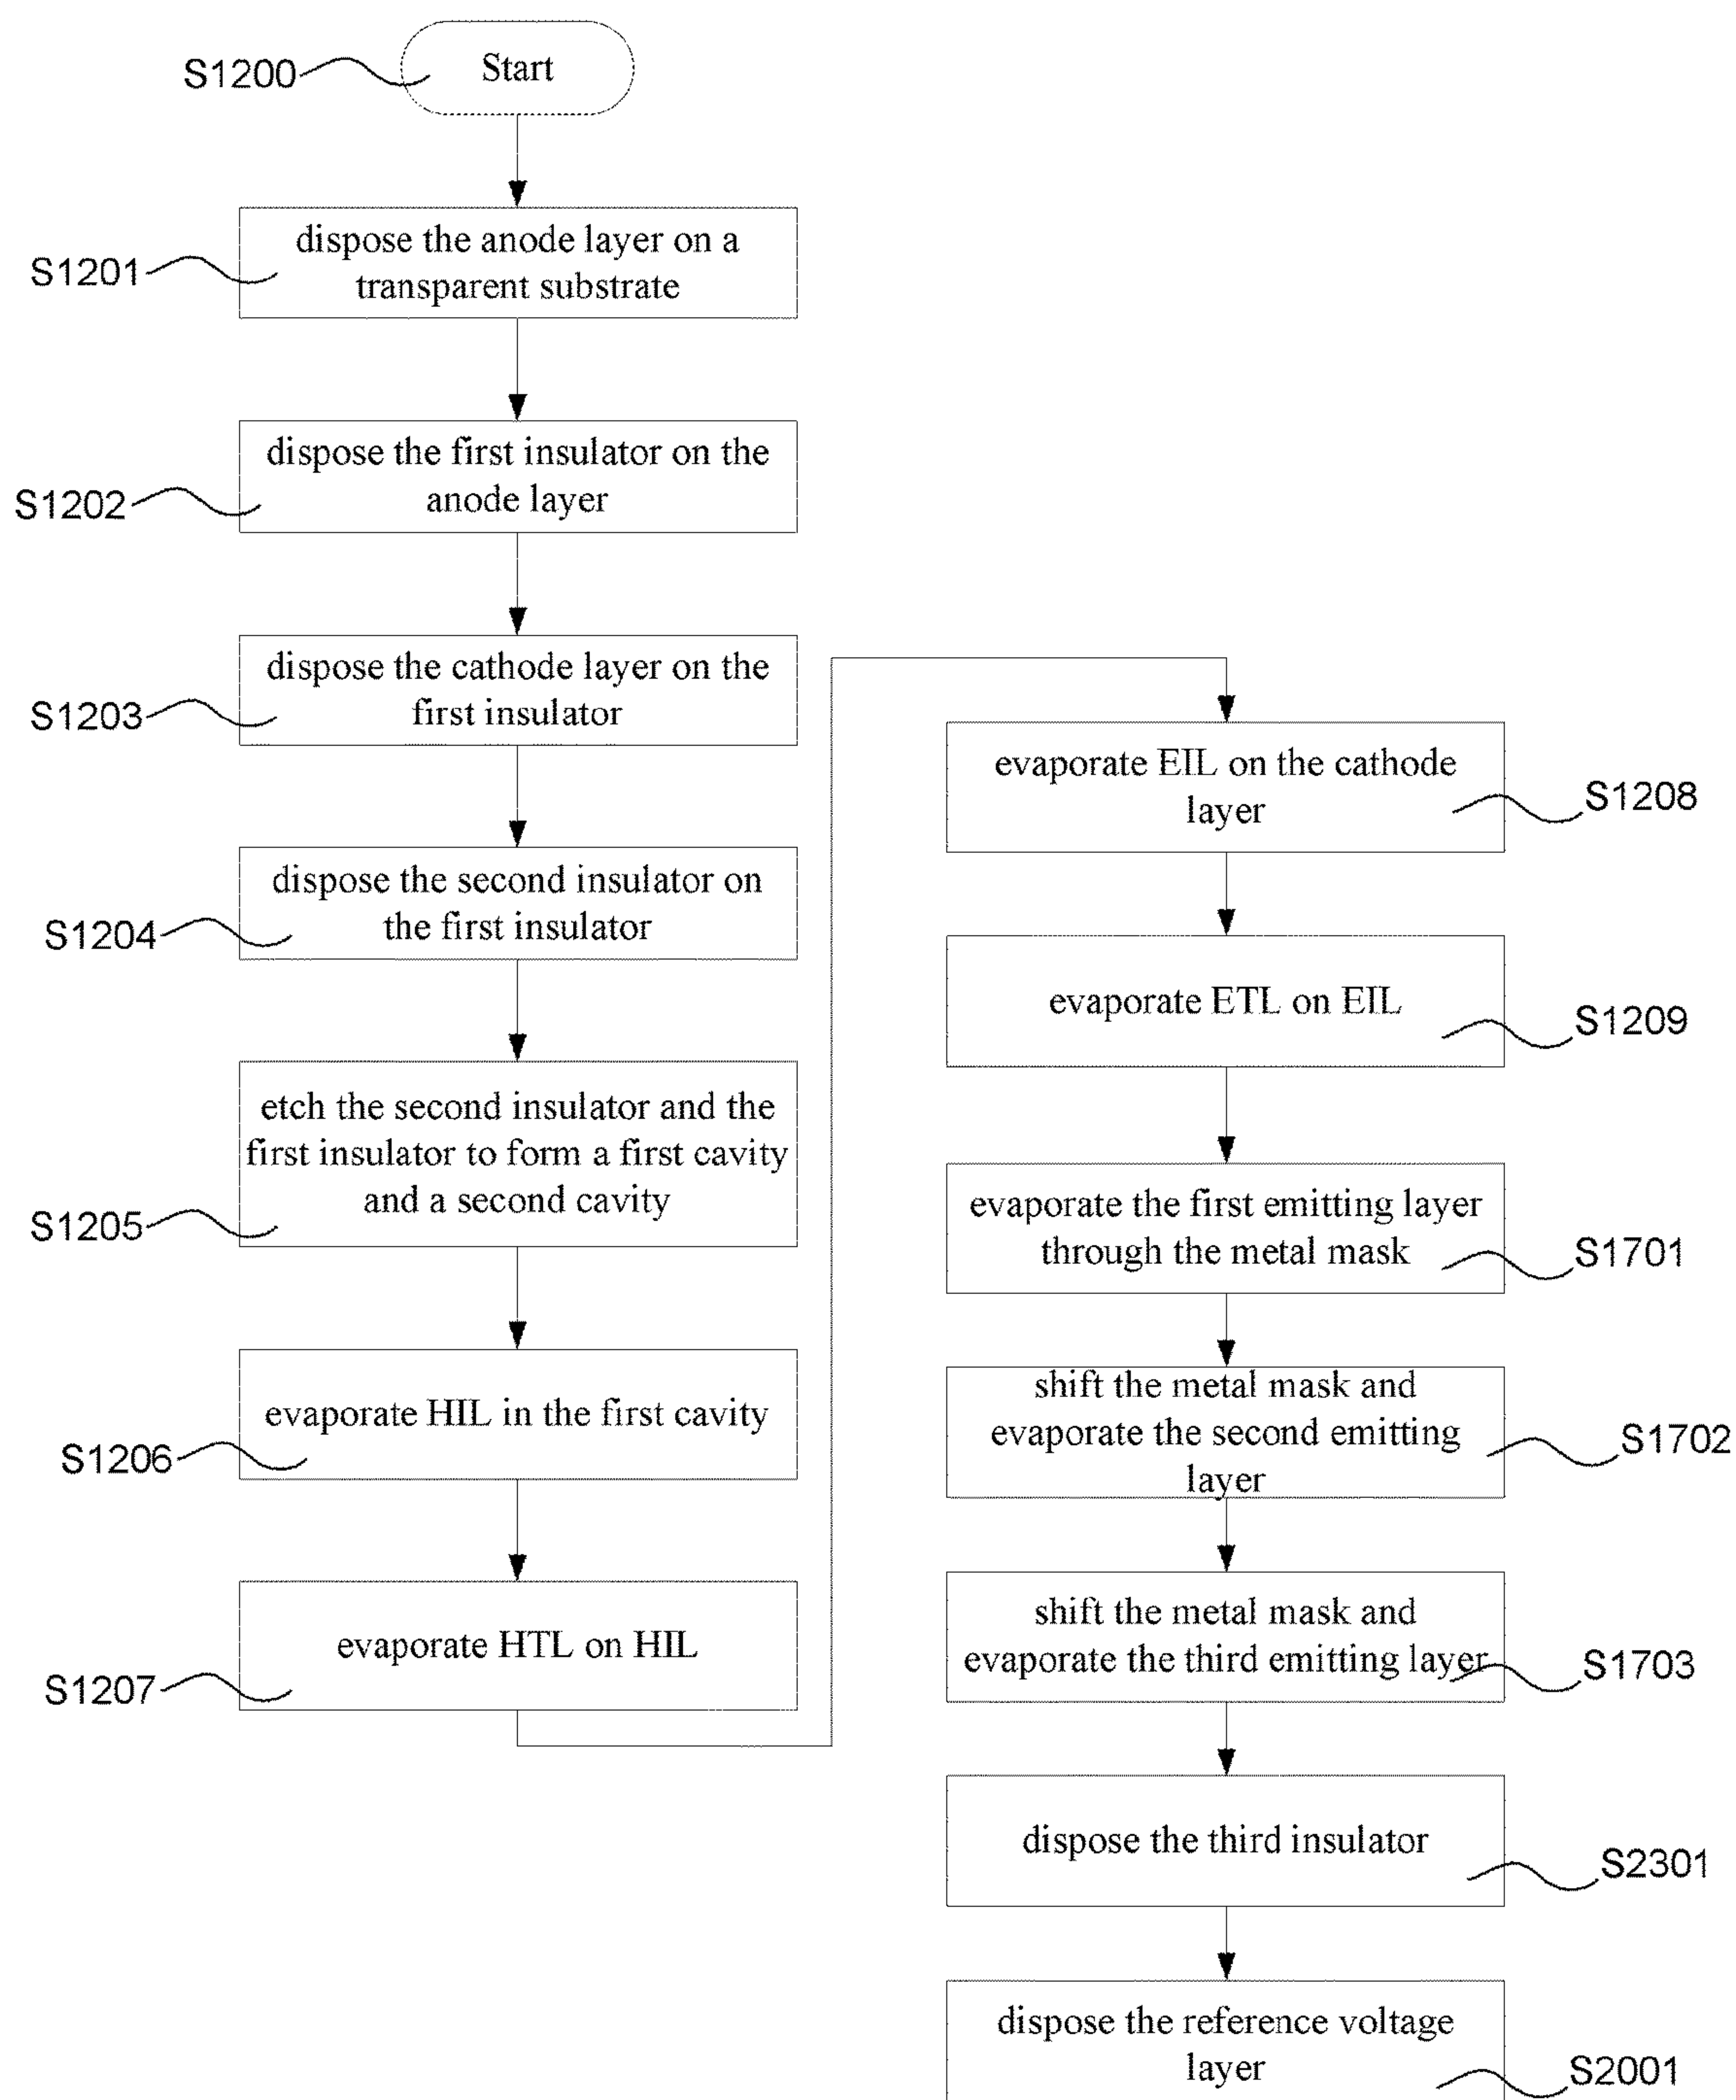 S1200
Start
S1201
dispose the anode layer on a
transparent substrate
S1202
dispose the first insulator on the
anode layer
S1203
dispose the cathode layer on the
first insulator
S1204
dispose the second insulator on
the first insulator
S1205
etch the second insulator and the
first insulator to form a first cavity
and a second cavity
S1206
evaporate HIL in the first cavity
S1207
evaporate HTL on HIL
evaporate EIL on the cathode
layer
S1208
evaporate ETL on EIL
S1209
evaporate the first emitting layer
through the metal mask
S1701
shift the metal mask and
evaporate the second emitting
layer
S1702
shift the metal mask and
evaporate the third emitting layer
S1703
dispose the third insulator
S2301
dispose the reference voltage
layer
S2001